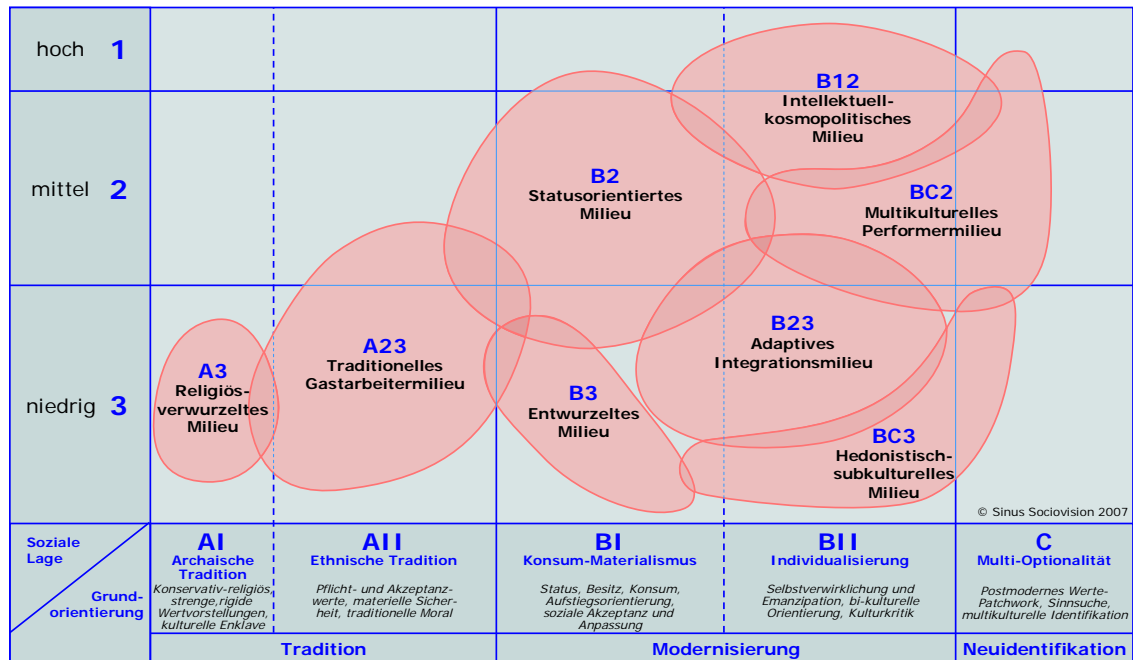 hoch 1
mittel 2
niedrig 3
B12
Intellektuell-
kosmopolitisches
Milieu
B2
Statusorientiertes
Milieu
BC2
Multikulturelles
Performermilieu
A3
Religiös-
verwurzeltes
Milieu
A23
Traditionelles
Gastarbeitermilieu
B23
Adaptives
Integrationsmilieu
B3
Entwurzeltes
Milieu
BC3
Hedonistisch-
subkulturelles
Milieu
© Sinus Sociovision 2007
Soziale
Lage
Grund-
orientierung
AI
Archaische
Tradition
Konservativ-religiös,
strenge,rigide
Wertvorstellungen,
kulturelle Enklave
AII
Ethnische Tradition
Pflicht- und Akzeptanz-
werte, materielle Sicher-
heit, traditionelle Moral
BI
Konsum-Materialismus
Status, Besitz, Konsum,
Aufstiegsorientierung,
soziale Akzeptanz und
Anpassung
BII
Individualisierung
Selbstverwirklichung und
Emanzipation, bi-kulturelle
Orientierung, Kulturkritik
C
Multi-Optionalität
Postmodernes Werte-
Patchwork, Sinnsuche,
multikulturelle Identifikation
Tradition
Modernisierung
Neuidentifikation